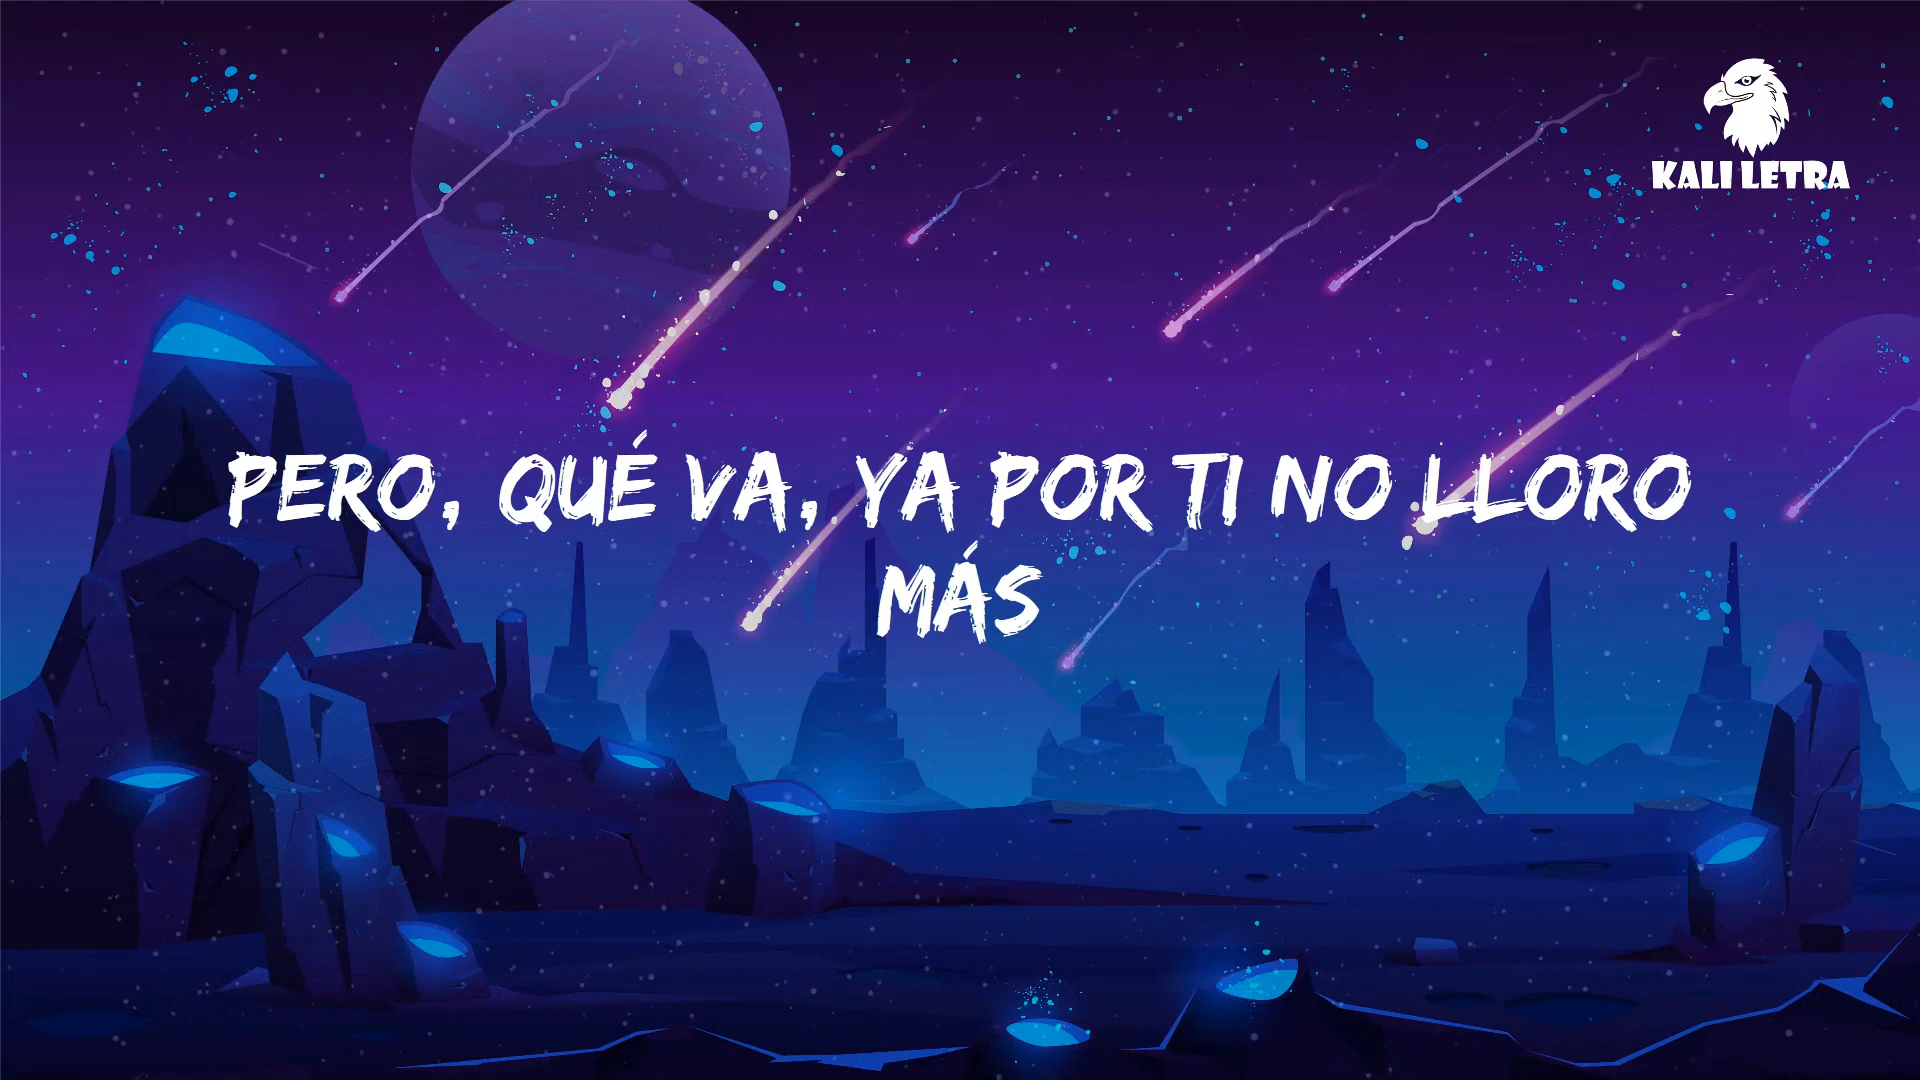 KALI LETRA
PERO, QUÉ VA, YA POR TI NO LLORO
MÁS